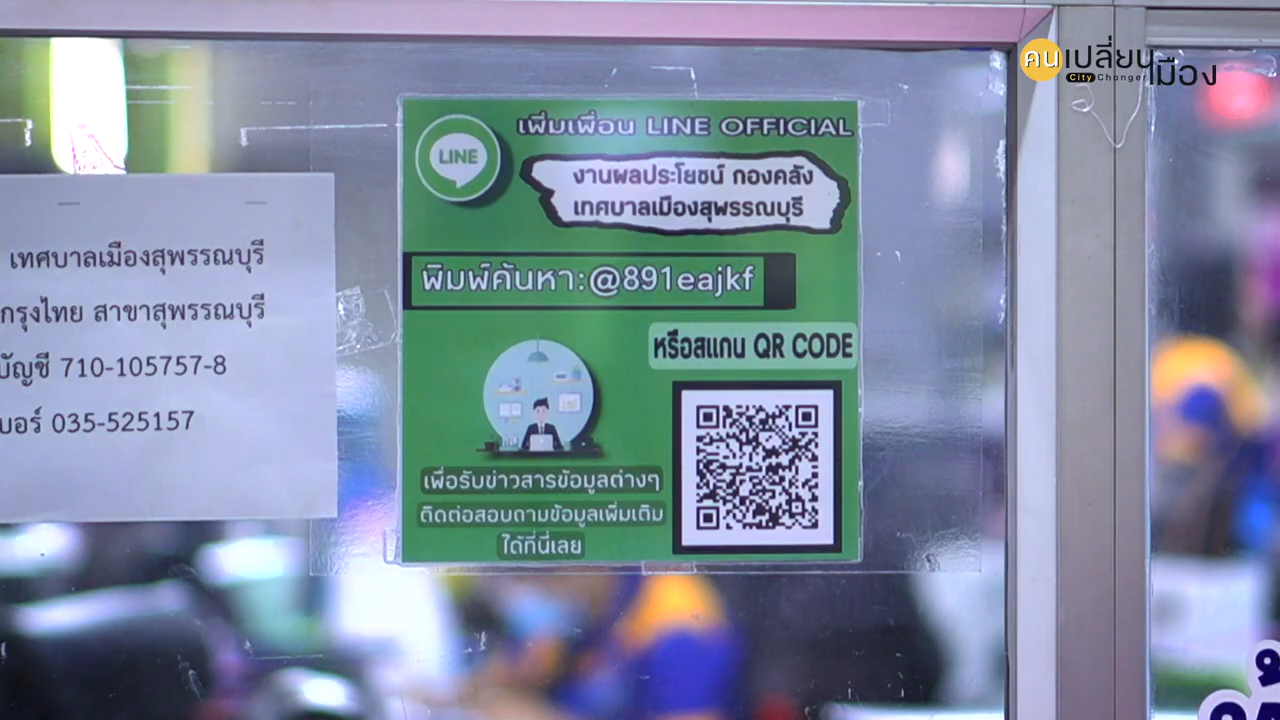 คนเปลี่ยนเมือง
City Changer
LINE
เพิ่มเพื่อน LINE OFFICIAL
งานผลประโยชน์ กองคลัง
เทศบาลเมืองสุพรรณบุรี
พิมพ์ค้นหา:@891eajkf
หรือสแกน QR CODE
เพื่อรับข่าวสารข้อมูลต่างๆ
ติดต่อสอบถามข้อมูลเพิ่มเติม
ได้ที่นี่เลย
เทศบาลเมืองสุพรรณบุรี
กรุงไทย สาขาสุพรรณบุรี
บัญชี 710-105757-8
เบอร์ 035-525157